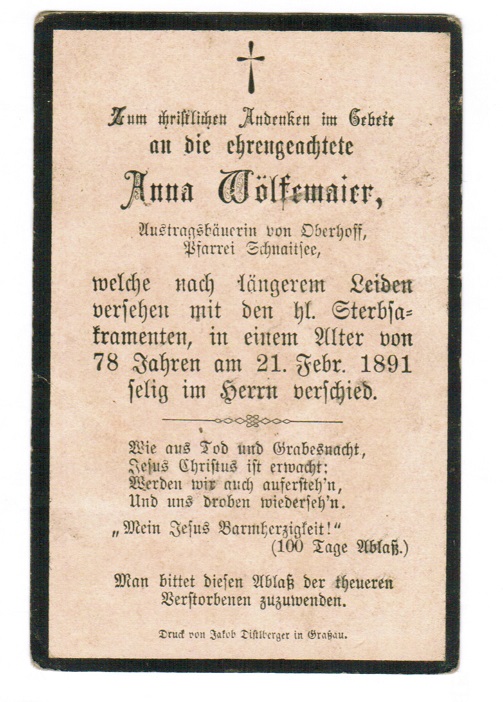 Zum christlichen Andenken im Gebete
an die ehrengeachtete
Anna Wölfemaier,
Austragsbäuerin von Oberhoff,
Pfarrei Schnaitsee,
welche nach längerem Leiden
versehen mit den hl. Sterbsa-
kramenten, in einem Alter von
78 Jahren am 21. Febr. 1891
selig im Herrn verschied.
Wie aus Tod und Grabesnacht,
Jesus Christus ist erwacht:
Werden wir auch aufersteh'n,
Und uns droben wiederseh'n.
„Mein Jesus Barmherzigkeit!"
(100 Tage Ablaß.)
Man bittet diesen Ablaß der theueren
Verstorbenen zuzuwenden.
Druck von Jakob Distlberger in Graßau.